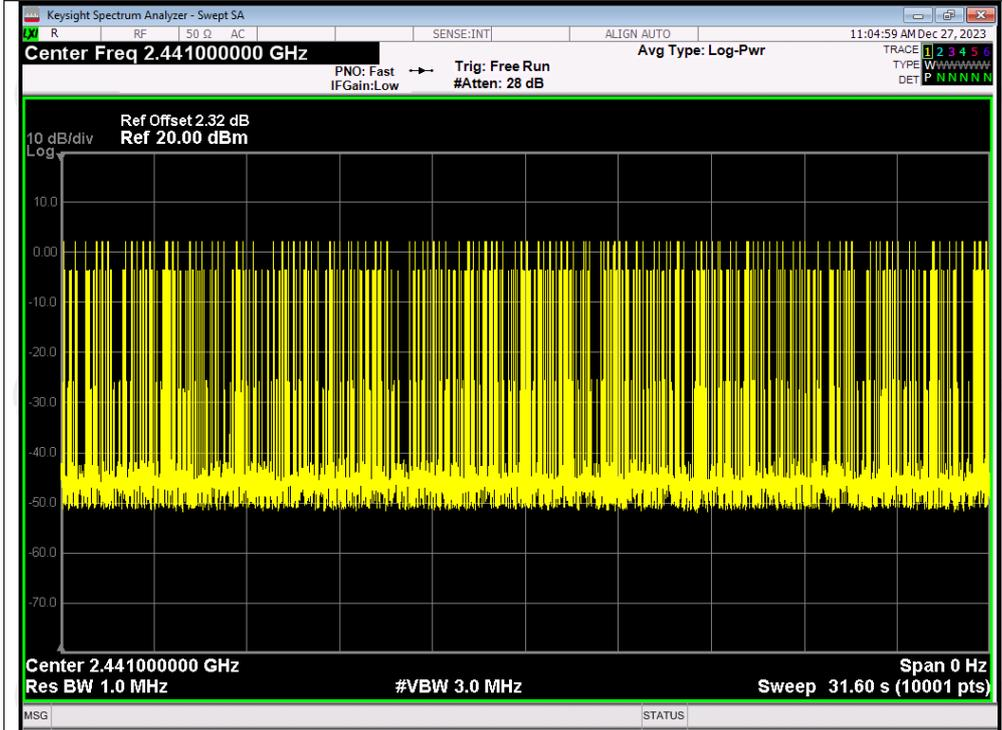 Keysight Spectrum Analyzer - Swept SA
LXI R RF 50 Ω AC SENSE:INT ALIGN AUTO 11:04:59 AM Dec 27, 2023
Center Freq 2.441000000 GHz
Avg Type: Log-Pwr
TRACE 1 2 3 4 5 6
PNO: Fast
Trig: Free Run
TYPE W W W W W W
IFGain:Low
#Atten: 28 dB
DET P N N N N N
Ref Offset 2.32 dB
10 dB/div Ref 20.00 dBm
Log
10.0
0.00
-10.0
-20.0
-30.0
-40.0
-50.0
-60.0
-70.0
Center 2.441000000 GHz Span 0 Hz
Res BW 1.0 MHz #VBW 3.0 MHz Sweep 31.60 s (10001 pts)
MSG STATUS